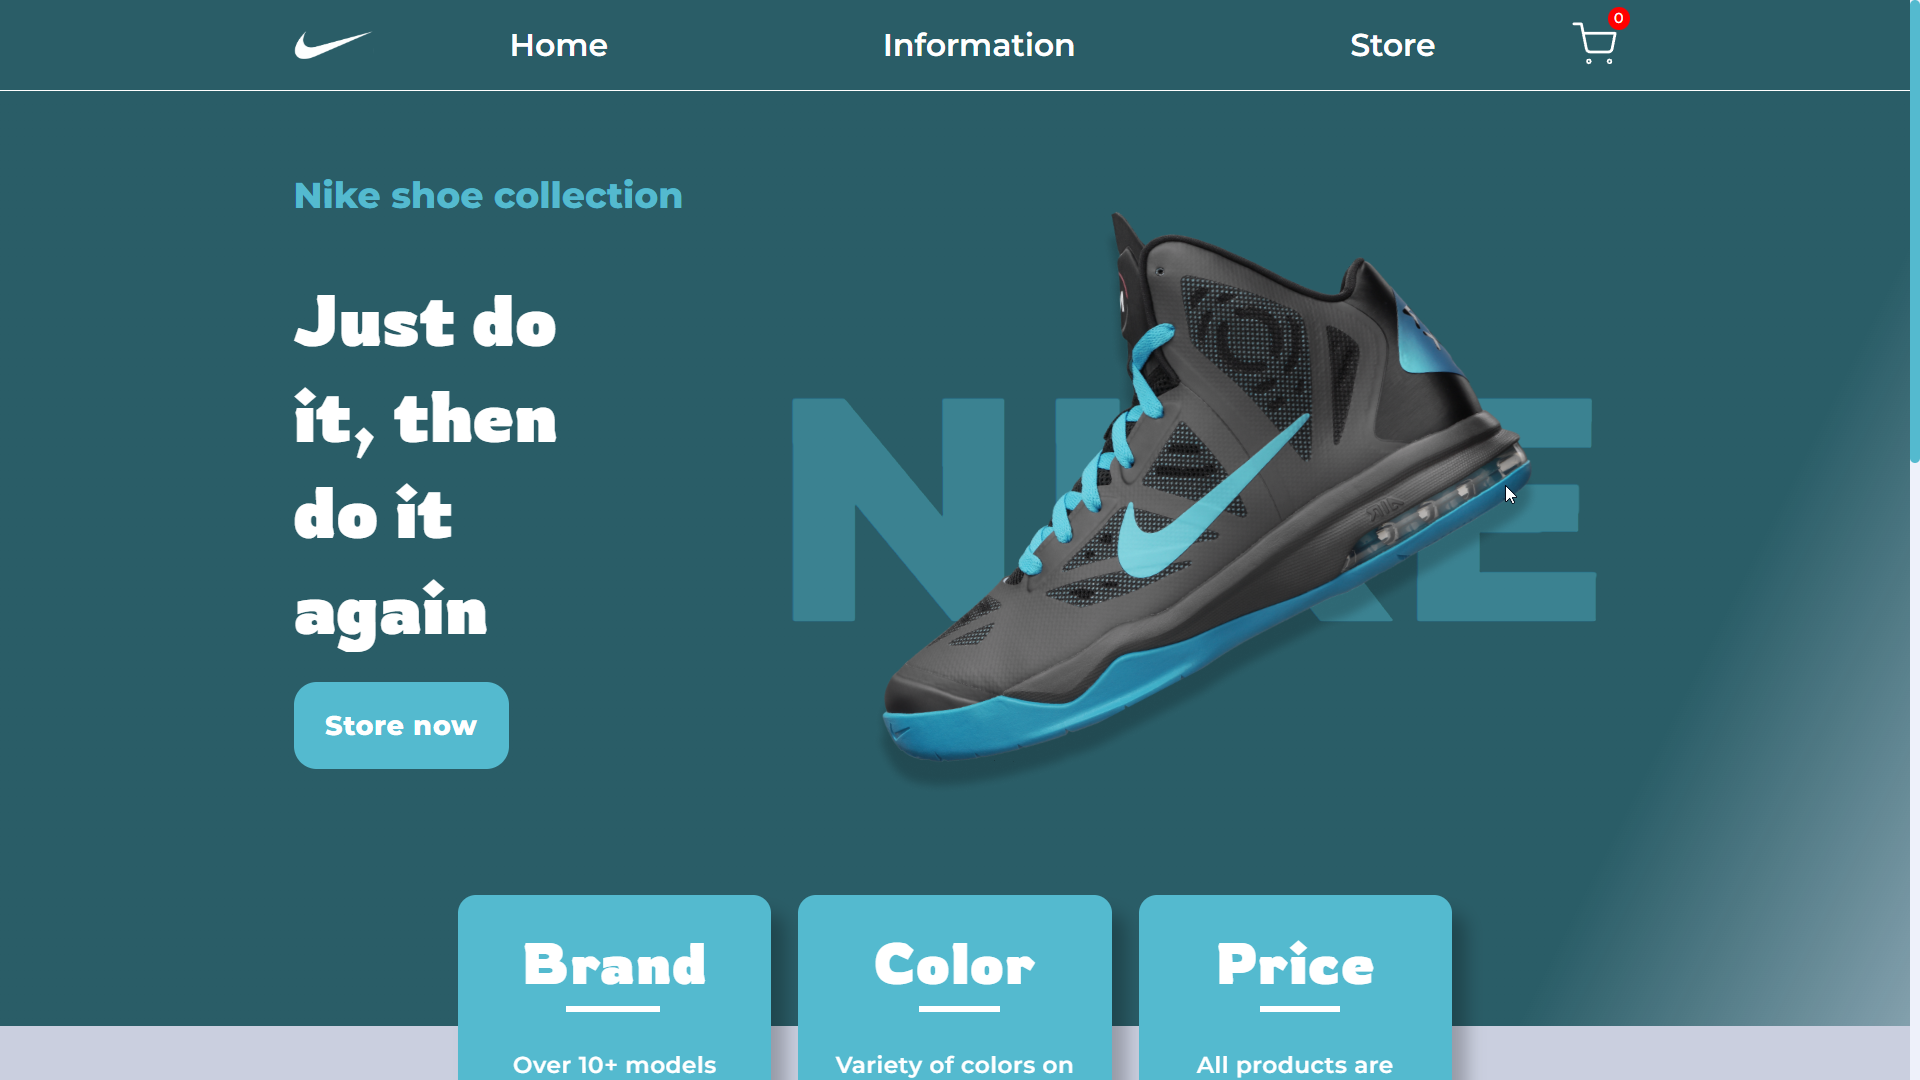 Home
Information
Store
0
Nike shoe collection
Just do
it, then
do it
again
NIKE
Store now
Brand
Color
Price
Over 10+ models
Variety of colors on
All products are